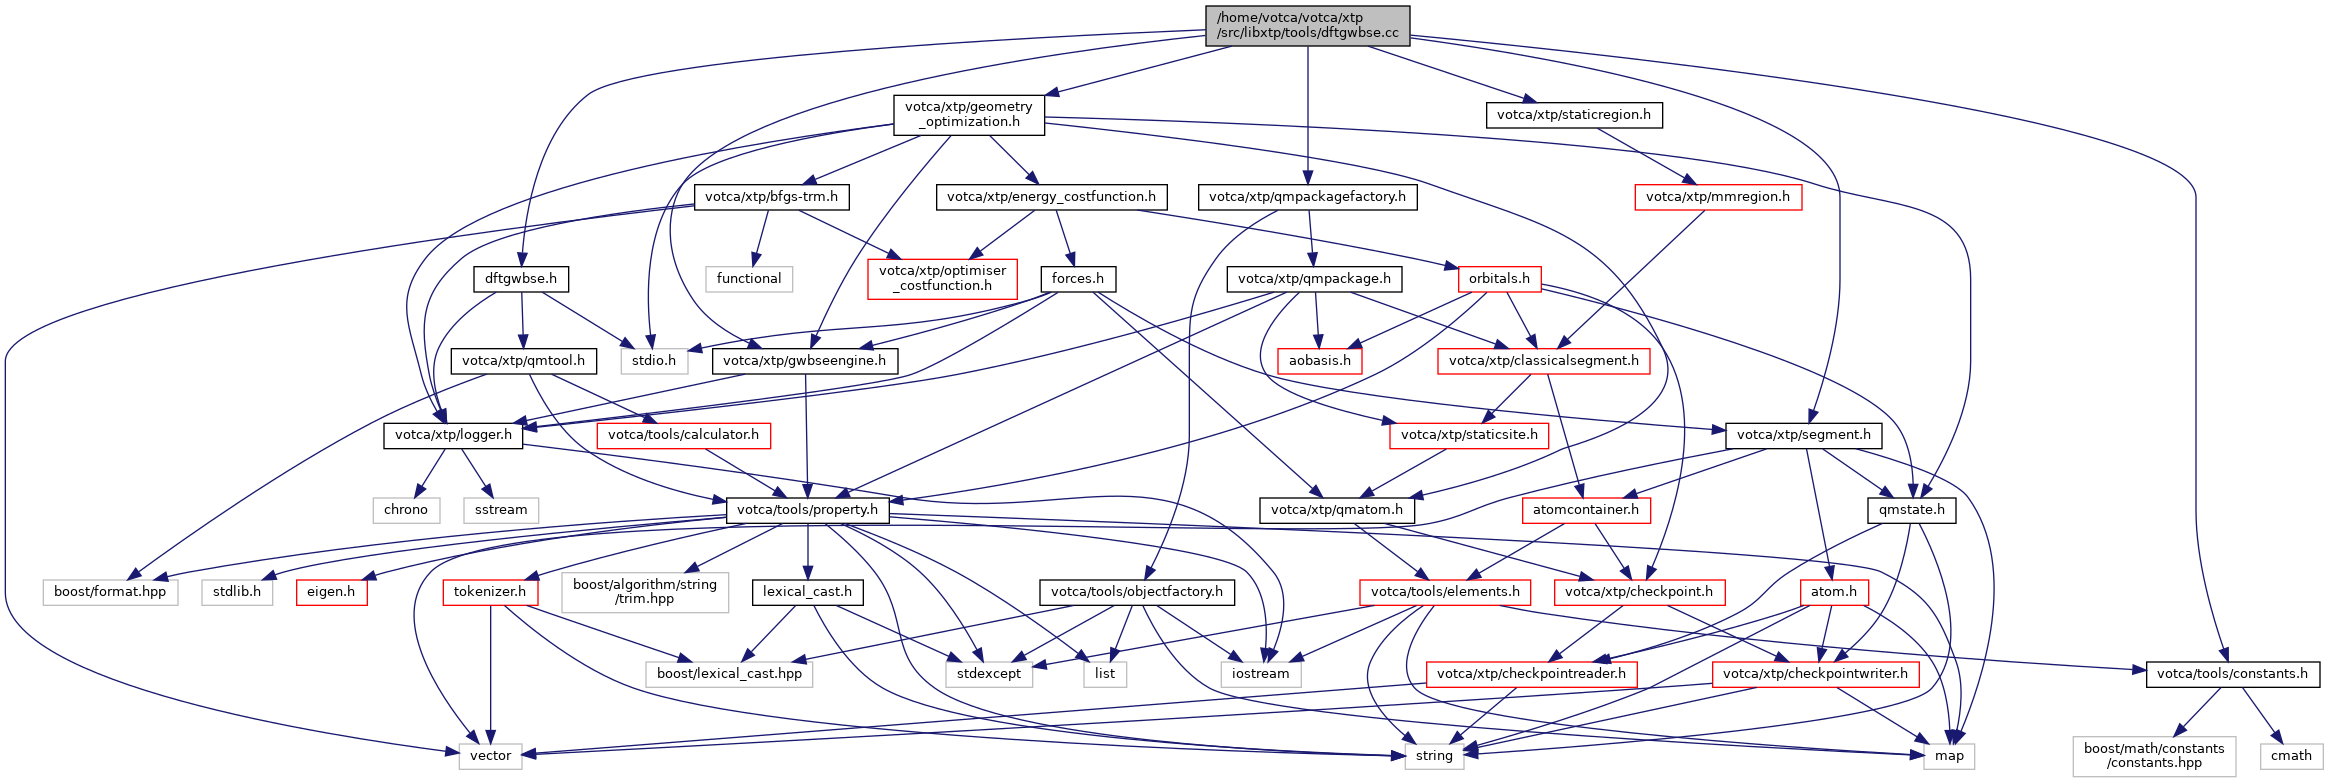 /home/votca/votca/xtp
/src/libxtp/tools/dftgwbse.cc
votca/xtp/geometry
_optimization.h
votca/xtp/staticregion.h
votca/xtp/bfgs-trm.h
votca/xtp/energy_costfunction.h
votca/xtp/qmpackagefactory.h
votca/xtp/mmregion.h
dftgwbse.h
functional
votca/xtp/optimiser
_costfunction.h
forces.h
votca/xtp/qmpackage.h
orbitals.h
votca/xtp/qmtool.h
stdio.h
votca/xtp/gwbseengine.h
aobasis.h
votca/xtp/classicalsegment.h
votca/xtp/logger.h
votca/tools/calculator.h
votca/xtp/staticsite.h
votca/xtp/segment.h
chrono
sstream
votca/tools/property.h
votca/xtp/qmatom.h
atomcontainer.h
qmstate.h
boost/format.hpp
stdlib.h
eigen.h
tokenizer.h
boost/algorithm/string
/trim.hpp
lexical_cast.h
votca/tools/objectfactory.h
votca/tools/elements.h
votca/xtp/checkpoint.h
atom.h
boost/lexical_cast.hpp
stdexcept
list
iostream
votca/xtp/checkpointreader.h
votca/xtp/checkpointwriter.h
votca/tools/constants.h
vector
string
map
boost/math/constants
/constants.hpp
cmath